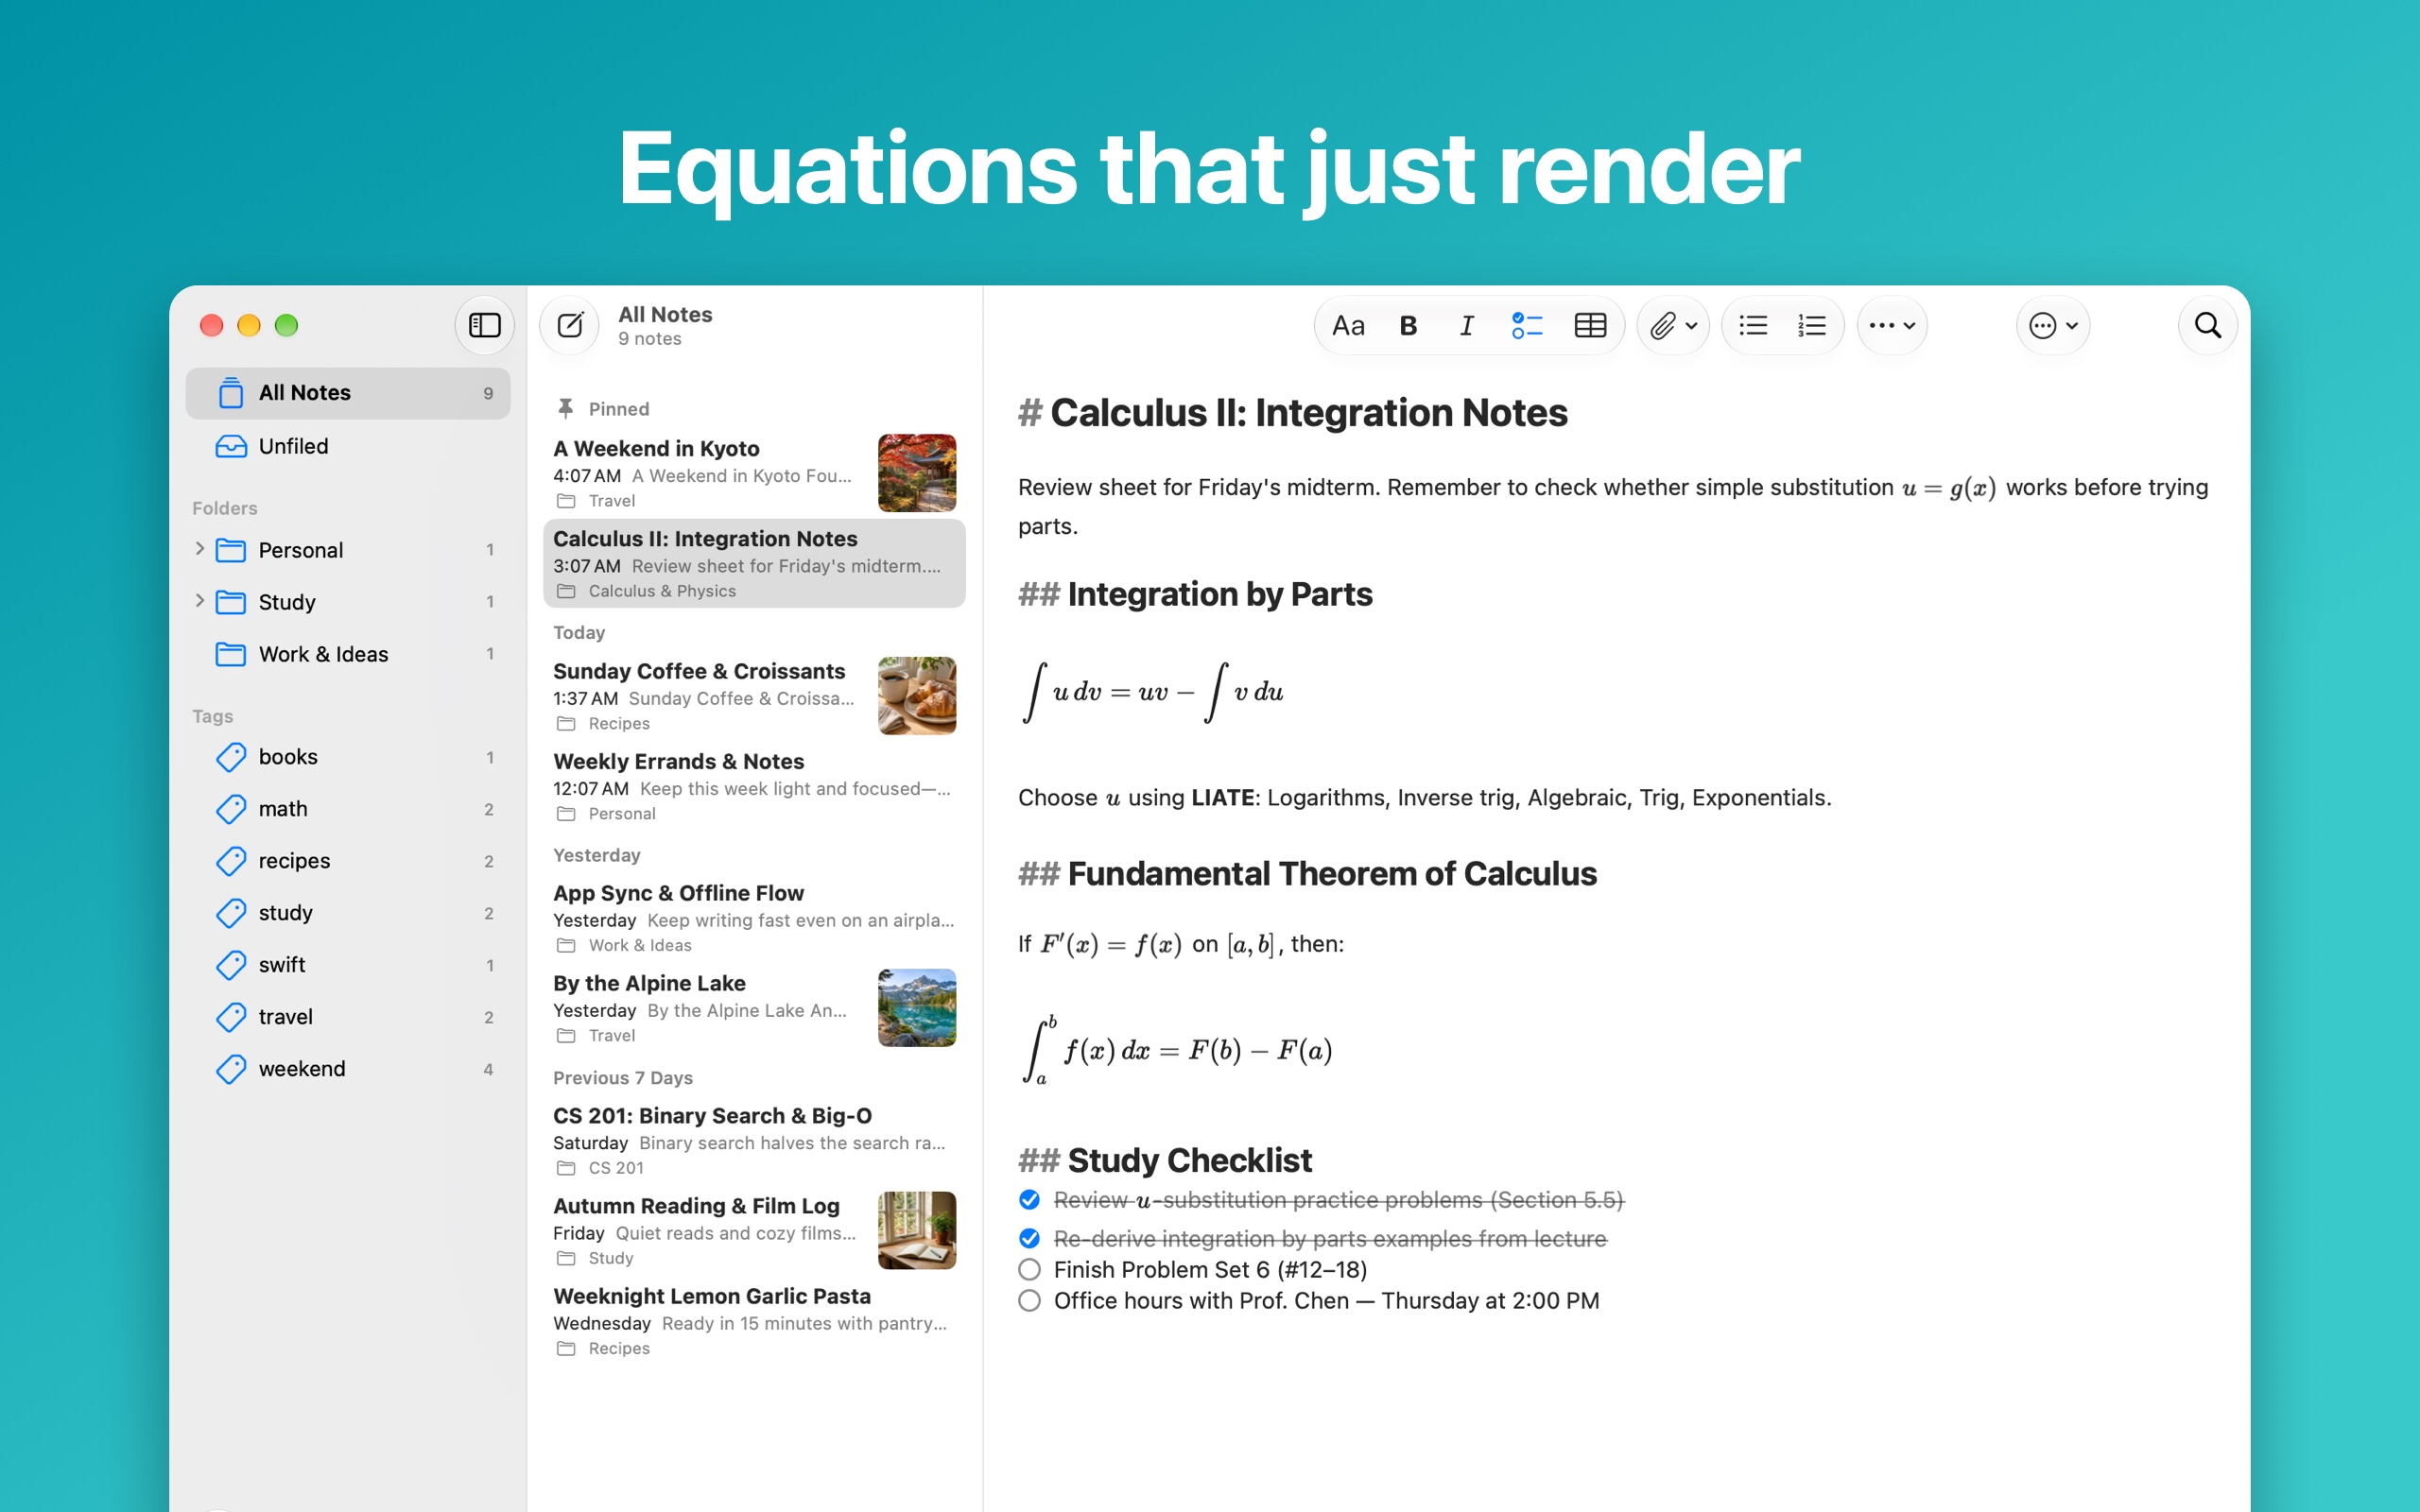 Equations that just render
All Notes
9 notes
Aa B I
All Notes 9
Unfiled
Folders
Personal 1
Study 1
Work & Ideas 1
Tags
books 1
math 2
recipes 2
study 2
swift 1
travel 2
weekend 4
Pinned
A Weekend in Kyoto
4:07 AM A Weekend in Kyoto Fou...
Travel
Calculus II: Integration Notes
3:07 AM Review sheet for Friday's midterm....
Calculus & Physics
Today
Sunday Coffee & Croissants
1:37 AM Sunday Coffee & Croissa...
Recipes
Weekly Errands & Notes
12:07 AM Keep this week light and focused—...
Personal
Yesterday
App Sync & Offline Flow
Yesterday Keep writing fast even on an airpla...
Work & Ideas
By the Alpine Lake
Yesterday By the Alpine Lake An...
Travel
Previous 7 Days
CS 201: Binary Search & Big-O
Saturday Binary search halves the search ra...
CS 201
Autumn Reading & Film Log
Friday Quiet reads and cozy films...
Study
Weeknight Lemon Garlic Pasta
Wednesday Ready in 15 minutes with pantry...
Recipes
# Calculus II: Integration Notes
Review sheet for Friday's midterm. Remember to check whether simple substitution u = g(x) works before trying
parts.
## Integration by Parts
∫ u dv = uv − ∫ v du
Choose u using LIATE: Logarithms, Inverse trig, Algebraic, Trig, Exponentials.
## Fundamental Theorem of Calculus
If F′(x) = f(x) on [a, b], then:
∫ₐᵇ f(x) dx = F(b) − F(a)
## Study Checklist
Review u-substitution practice problems (Section 5.5)
Re-derive integration by parts examples from lecture
Finish Problem Set 6 (#12–18)
Office hours with Prof. Chen — Thursday at 2:00 PM